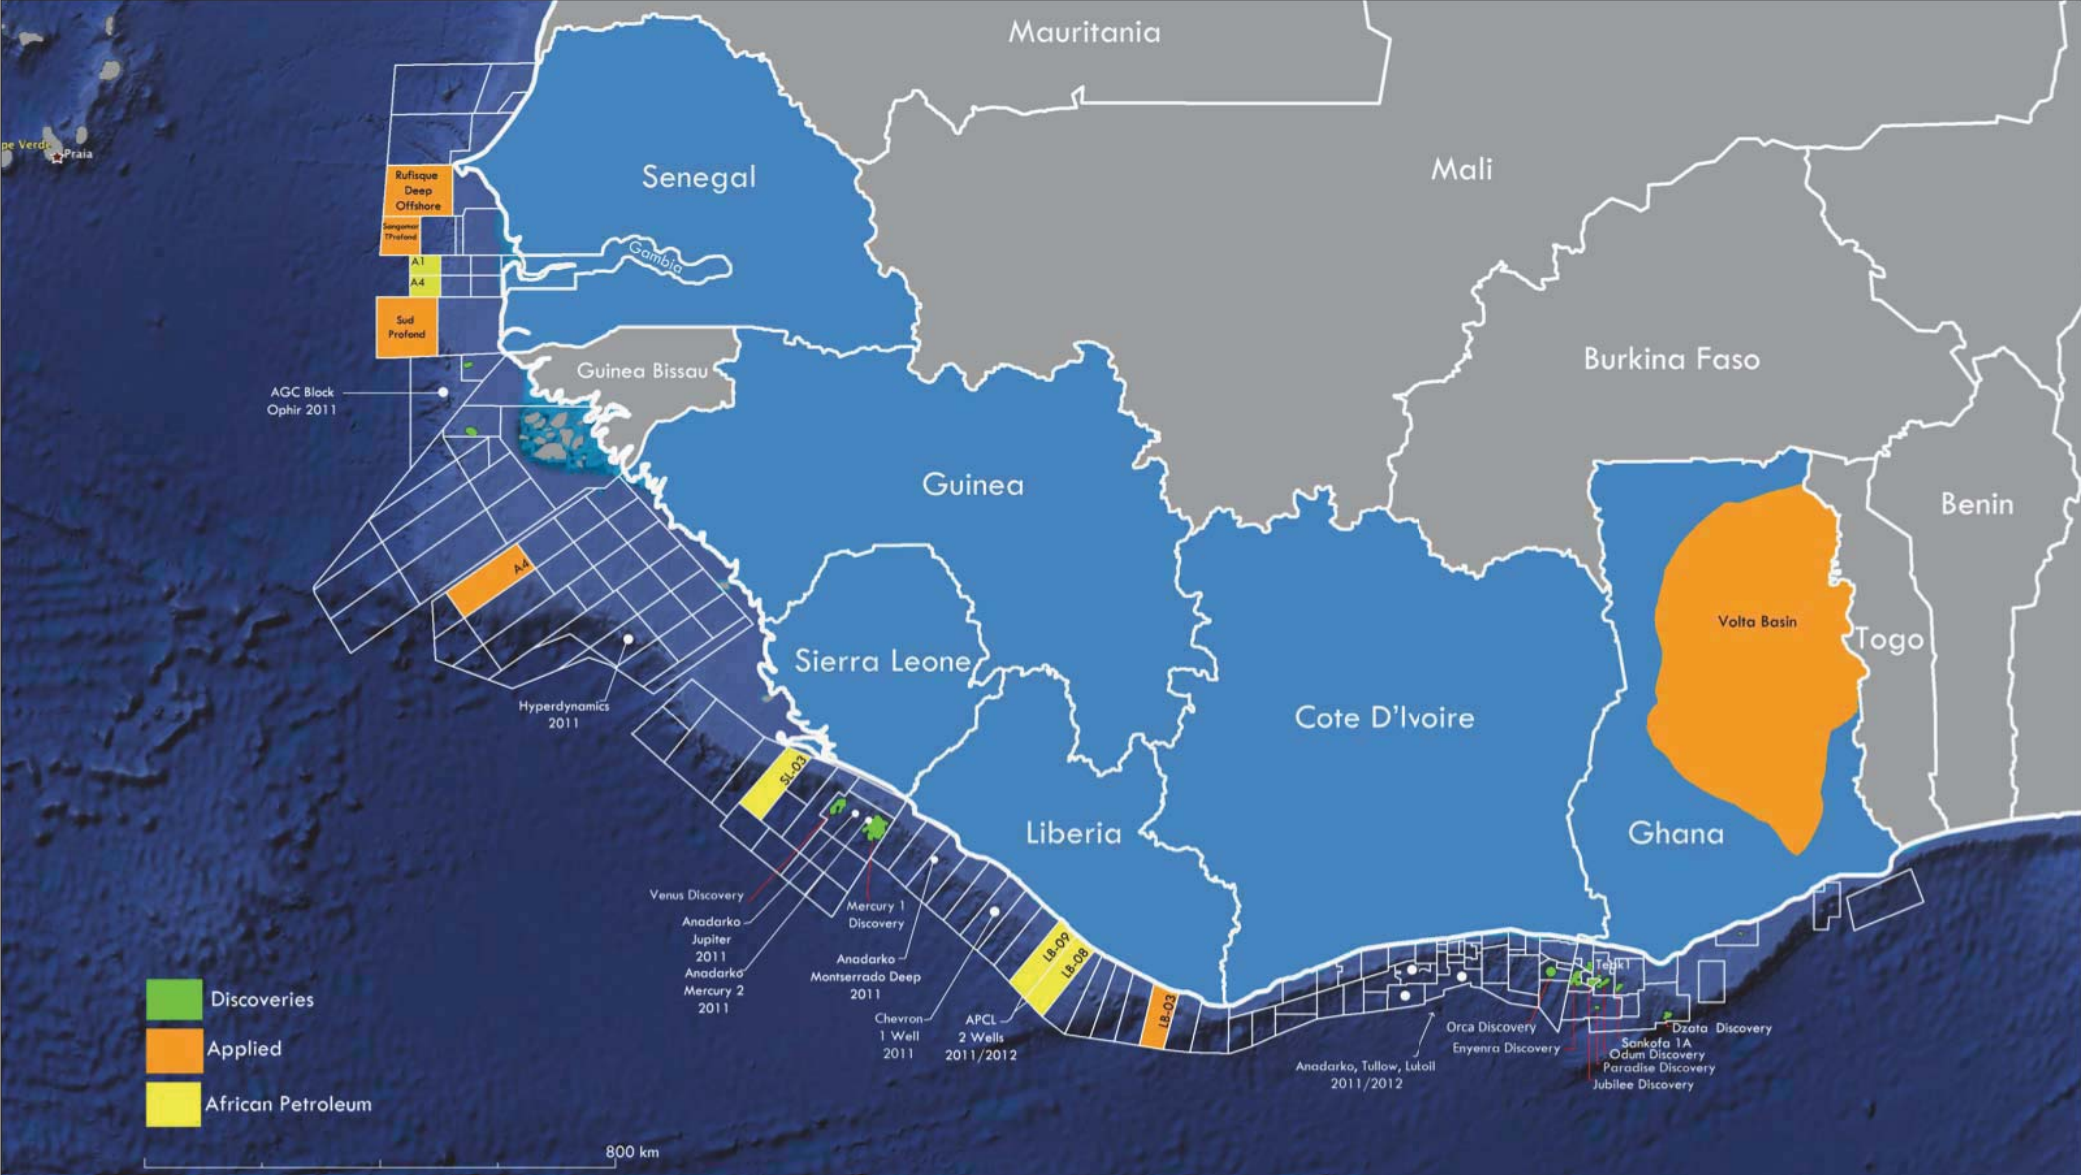 Mauritania
pe Verde
Praia
Rufisque
Deep
Offshore
Senegal
Mali
Sangomar
TProfond
A1
A4
Gambia
Sud
Profond
Guinea Bissau
Burkina Faso
AGC Block
Ophir 2011
Guinea
Benin
A4
Volta Basin
Togo
Sierra Leone
Hyperdynamics
2011
Cote D'Ivoire
SL-03
Liberia
Ghana
Venus Discovery
Mercury 1
Discovery
Anadarko
Jupiter
2011
Anadarko
Mercury 2
2011
Anadarko
Montserrado Deep
2011
LB-09
LB-08
LB-03
Chevron
1 Well
2011
APCL
2 Wells
2011/2012
Anadarko, Tullow, Luloil
2011/2012
Orca Discovery
Enyenra Discovery
Dzata Discovery
Sankofa 1A
Odum Discovery
Paradise Discovery
Jubilee Discovery
Discoveries
Applied
African Petroleum
800 km